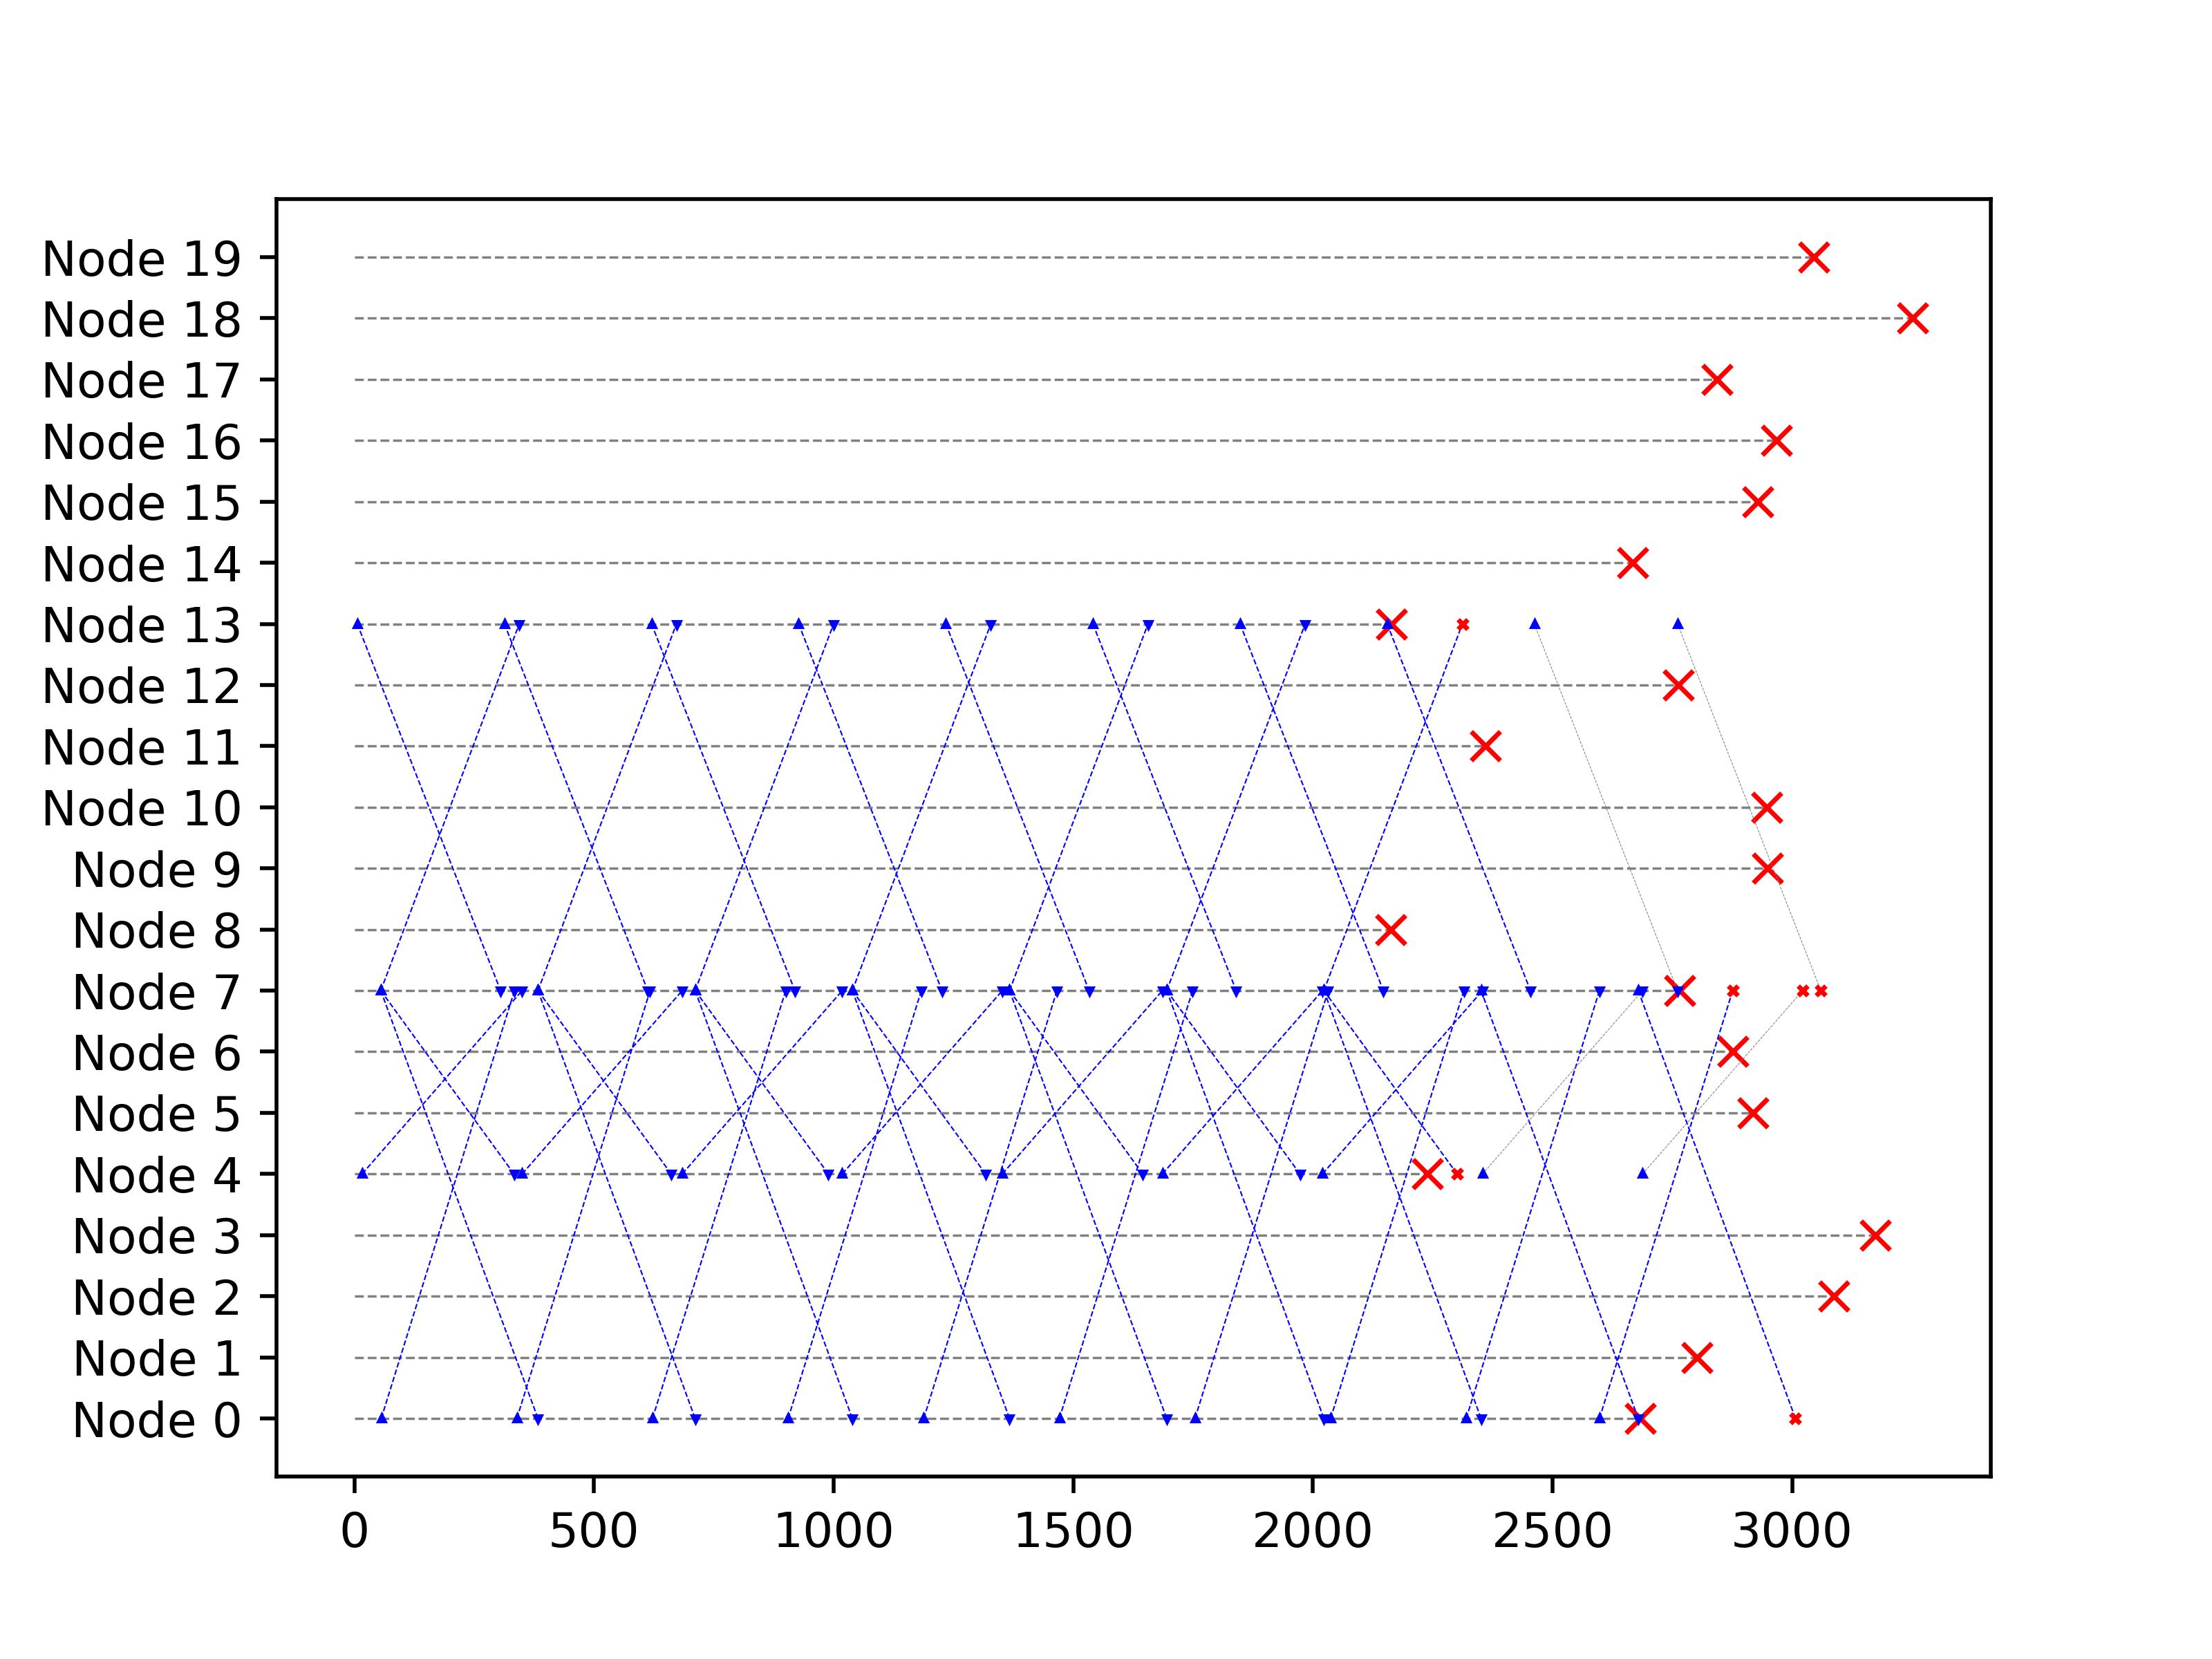 Node 19
Node 18
Node 17
Node 16
Node 15
Node 14
Node 13
Node 12
Node 11
Node 10
Node 9
Node 8
Node 7
Node 6
Node 5
Node 4
Node 3
Node 2
Node 1
Node 0
0 500 1000 1500 2000 2500 3000